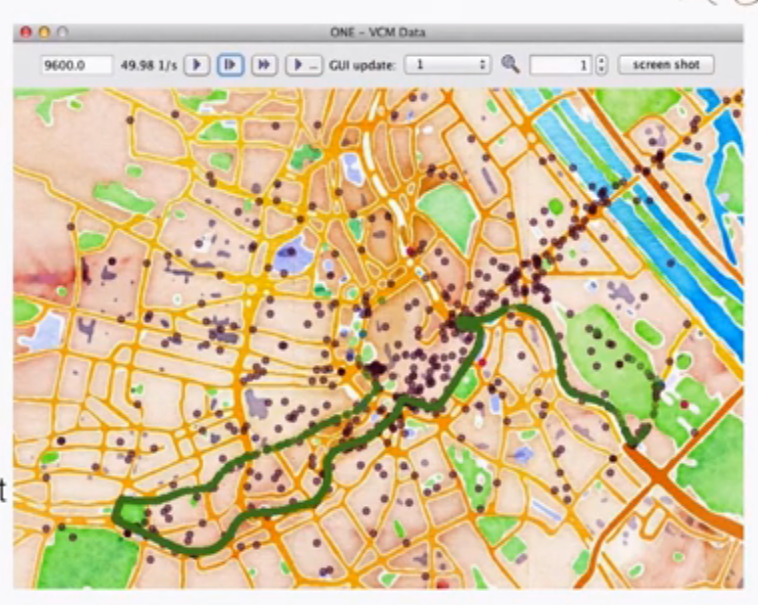 ONE – VCM Data
9600.0 49.98 1/s ... GUI update: 1 1 screen shot
t